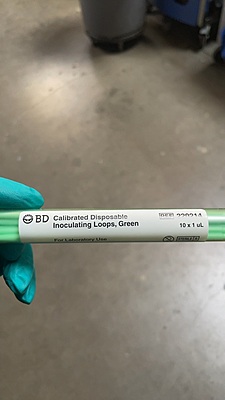 BD Calibrated Disposable
Inoculating Loops, Green
10 x 1 uL
For Laboratory Use